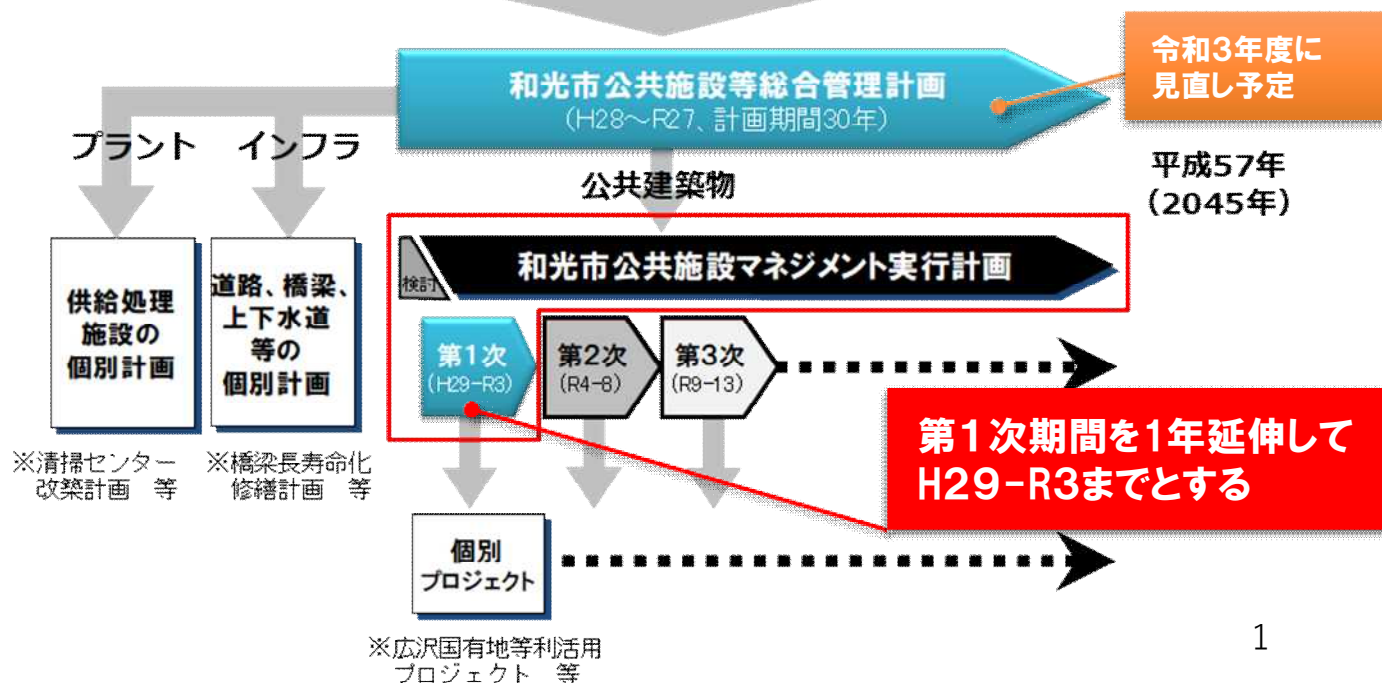 和光市公共施設等総合管理計画
(H28~R27、計画期間30年)
令和3年度に
見直し予定
プラント
インフラ
公共建築物
平成57年
(2045年)
供給処理
施設の
個別計画
道路、橋梁、
上下水道
等の
個別計画
検討
和光市公共施設マネジメント実行計画
第1次
(H29-R3)
第2次
(R4-8)
第3次
(R9-13)
第1次期間を1年延伸して
H29-R3までとする
※清掃センター
改築計画 等
※橋梁長寿命化
修繕計画 等
個別
プロジェクト
※広沢国有地等利活用
プロジェクト 等
1